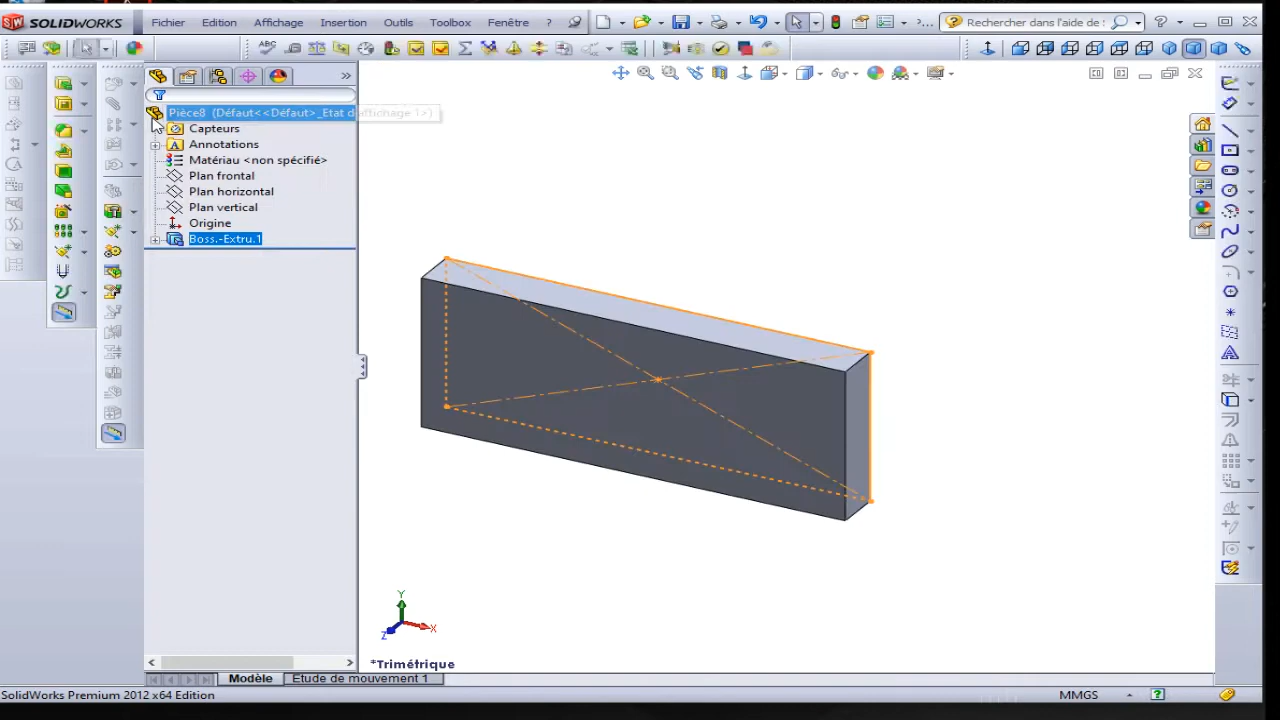 SOLIDWORKS Fichier Edition Affichage Insertion Outils Toolbox Fenêtre ? ... Rechercher dans l'aide de :
Pièce8 (Défaut<<Défaut>_Etat d'affichage 1>)
Capteurs
Annotations
Matériau <non spécifié>
Plan frontal
Plan horizontal
Plan vertical
Origine
Boss.-Extru.1
Y
X
Z
*Trimétrique
Modèle Etude de mouvement 1
SolidWorks Premium 2012 x64 Edition MMGS